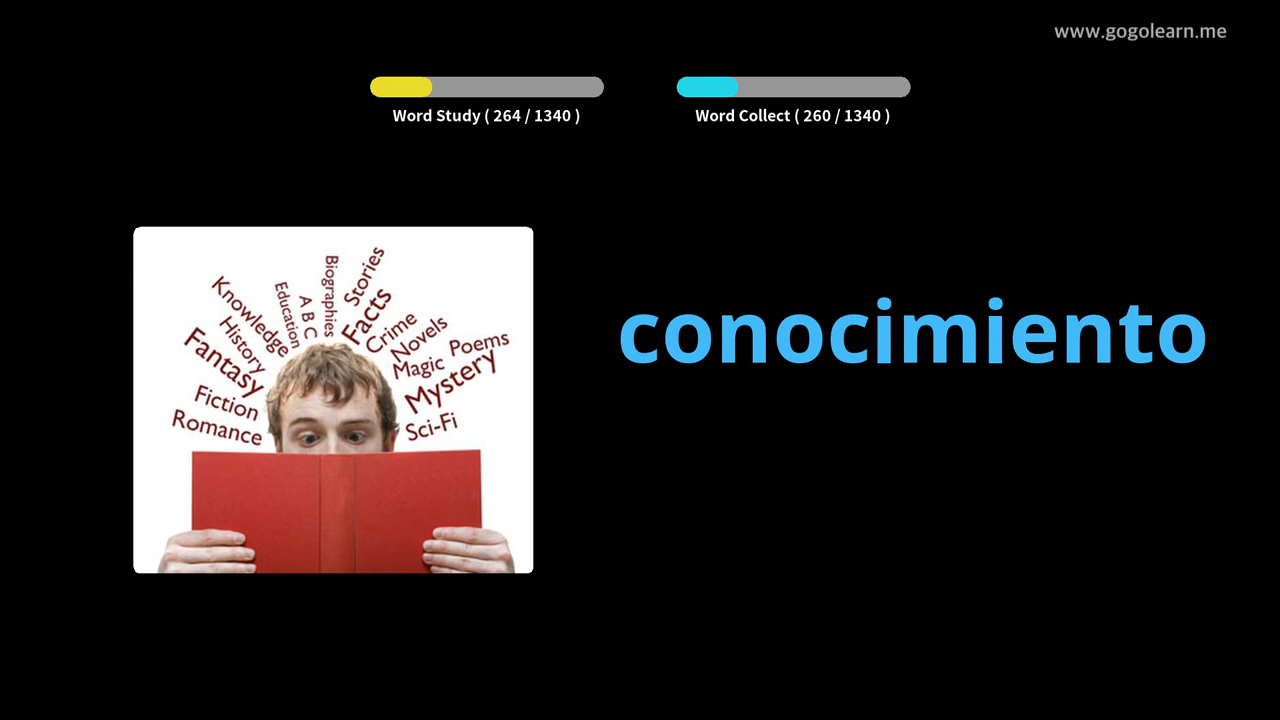 www.gogolearn.me
Word Study ( 264 / 1340 )
Word Collect ( 260 / 1340 )
Biographies
Stories
Knowledge
Education
A B C
Facts
History
Crime
Novels
Fantasy
Magic
Poems
Mystery
Fiction
Romance
Sci-Fi
conocimiento